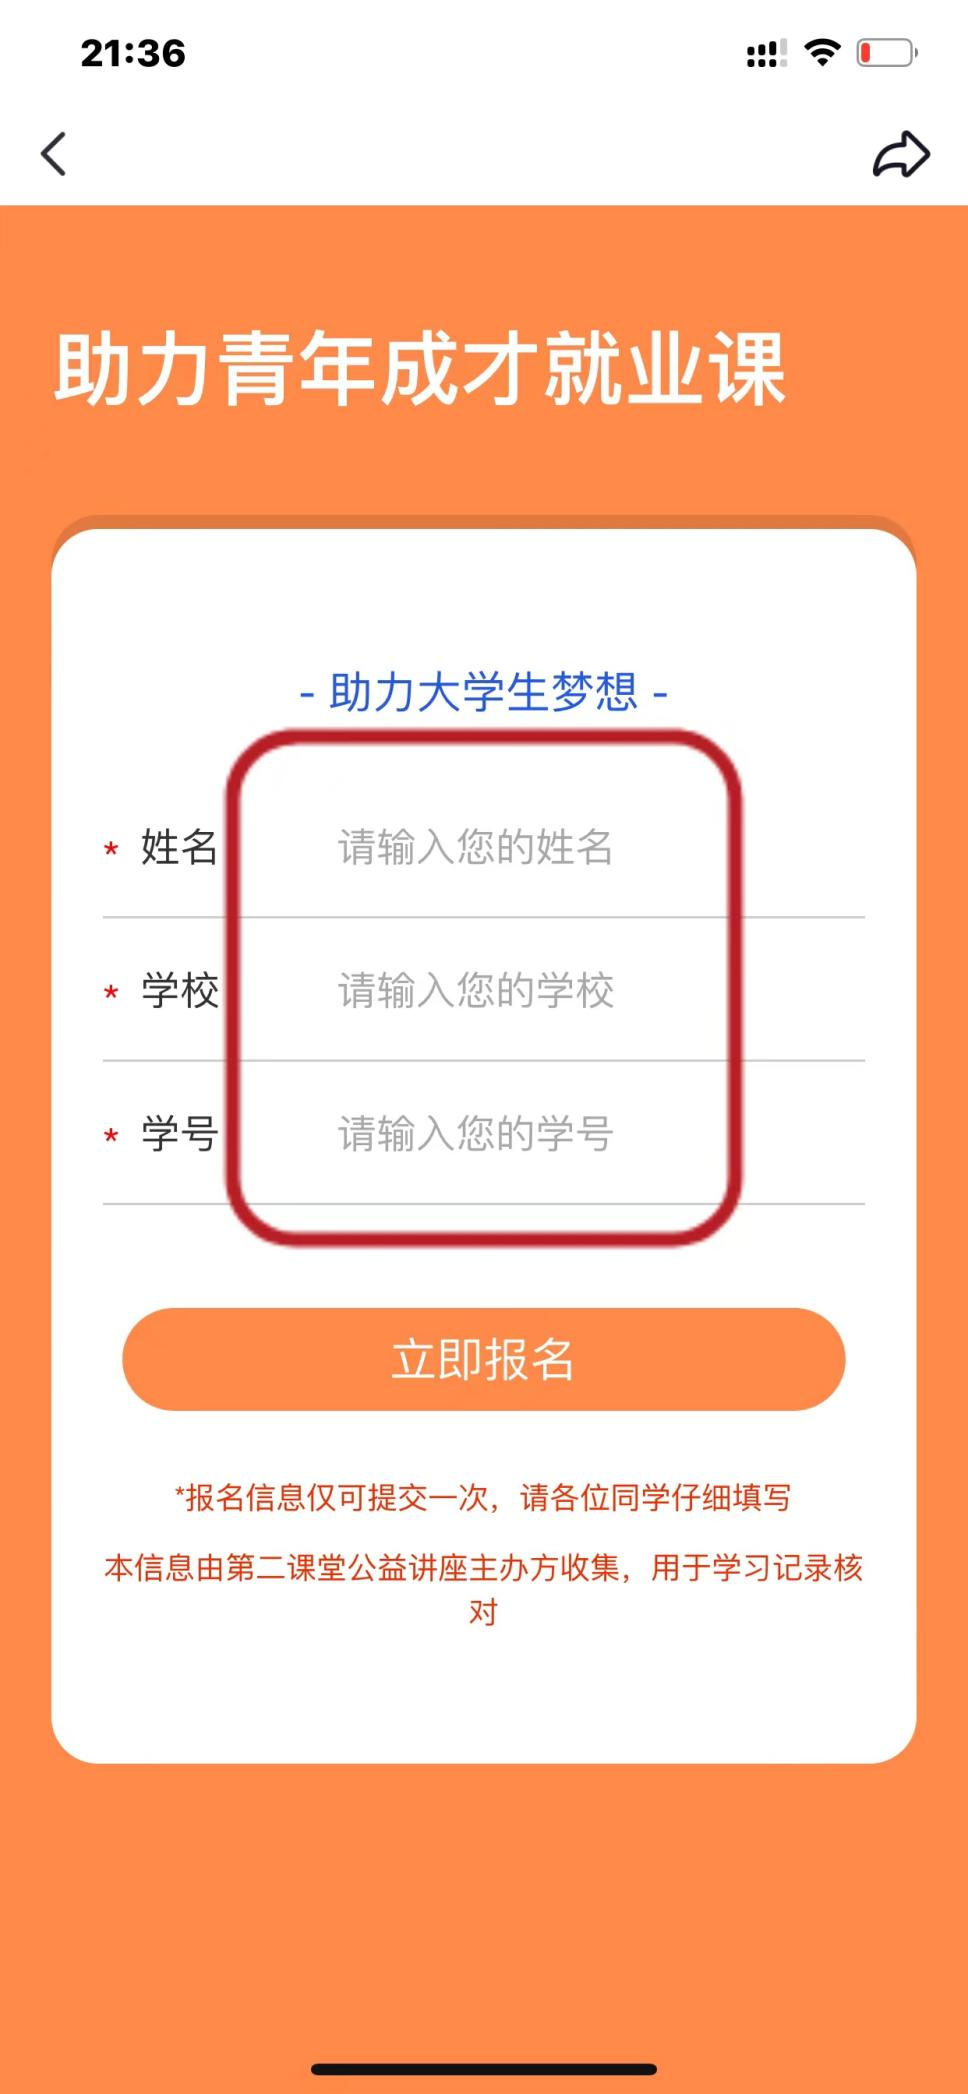 21:36
助力青年成才就业课
- 助力大学生梦想 -
* 姓名 请输入您的姓名
* 学校 请输入您的学校
* 学号 请输入您的学号
立即报名
*报名信息仅可提交一次，请各位同学仔细填写
本信息由第二课堂公益讲座主办方收集，用于学习记录核
对